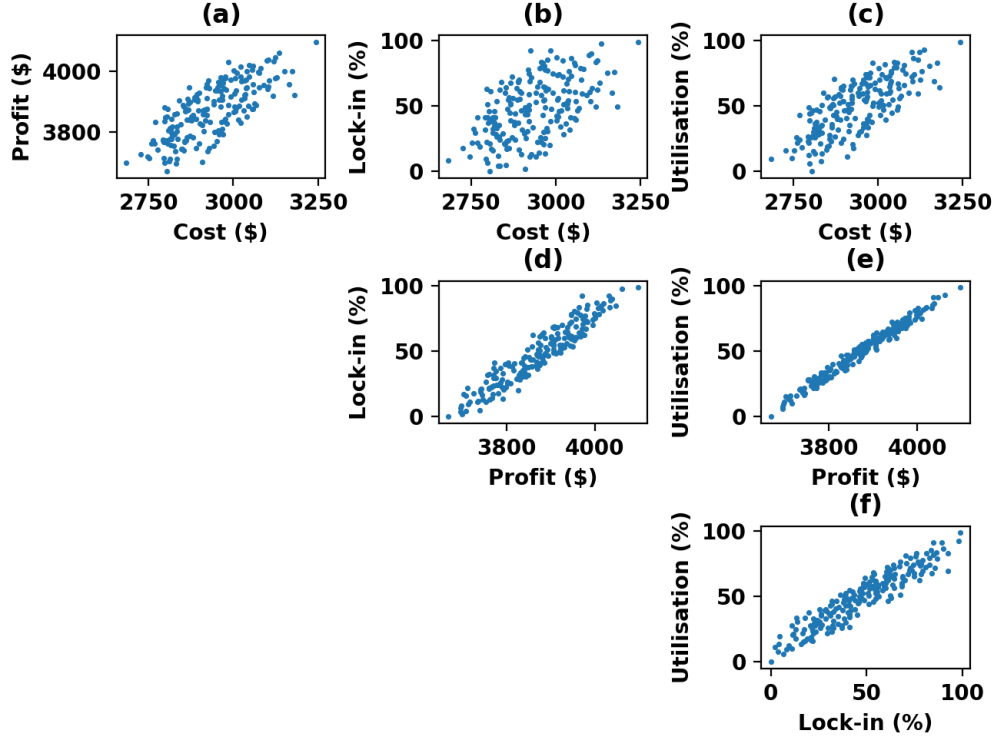 (a)
Profit ($)
4000
3800
2750 3000 3250
Cost ($)
(b)
Lock-in (%)
100
50
0
2750 3000 3250
Cost ($)
(c)
Utilisation (%)
100
50
0
2750 3000 3250
Cost ($)
(d)
Lock-in (%)
100
50
0
3800 4000
Profit ($)
(e)
Utilisation (%)
100
50
0
3800 4000
Profit ($)
(f)
Utilisation (%)
100
50
0
0 50 100
Lock-in (%)